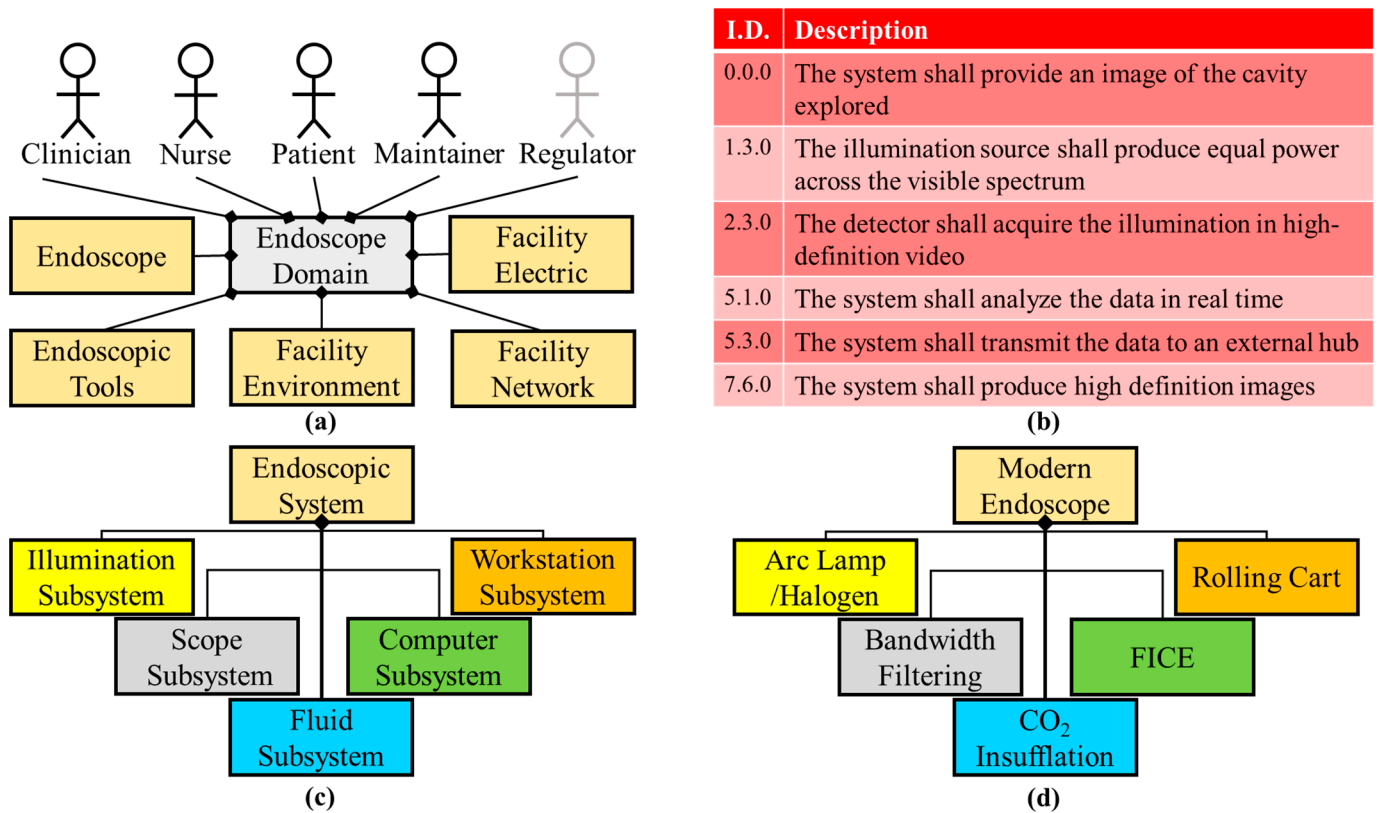 Clinician Nurse Patient Maintainer Regulator
Endoscope
Endoscope
Domain
Facility
Electric
Endoscopic
Tools
Facility
Environment
Facility
Network
(a)
I.D. Description
0.0.0 The system shall provide an image of the cavity
explored
1.3.0 The illumination source shall produce equal power
across the visible spectrum
2.3.0 The detector shall acquire the illumination in high-
definition video
5.1.0 The system shall analyze the data in real time
5.3.0 The system shall transmit the data to an external hub
7.6.0 The system shall produce high definition images
(b)
Endoscopic
System
Illumination
Subsystem
Workstation
Subsystem
Scope
Subsystem
Computer
Subsystem
Fluid
Subsystem
(c)
Modern
Endoscope
Arc Lamp
/Halogen
Rolling Cart
Bandwidth
Filtering
FICE
CO₂
Insufflation
(d)